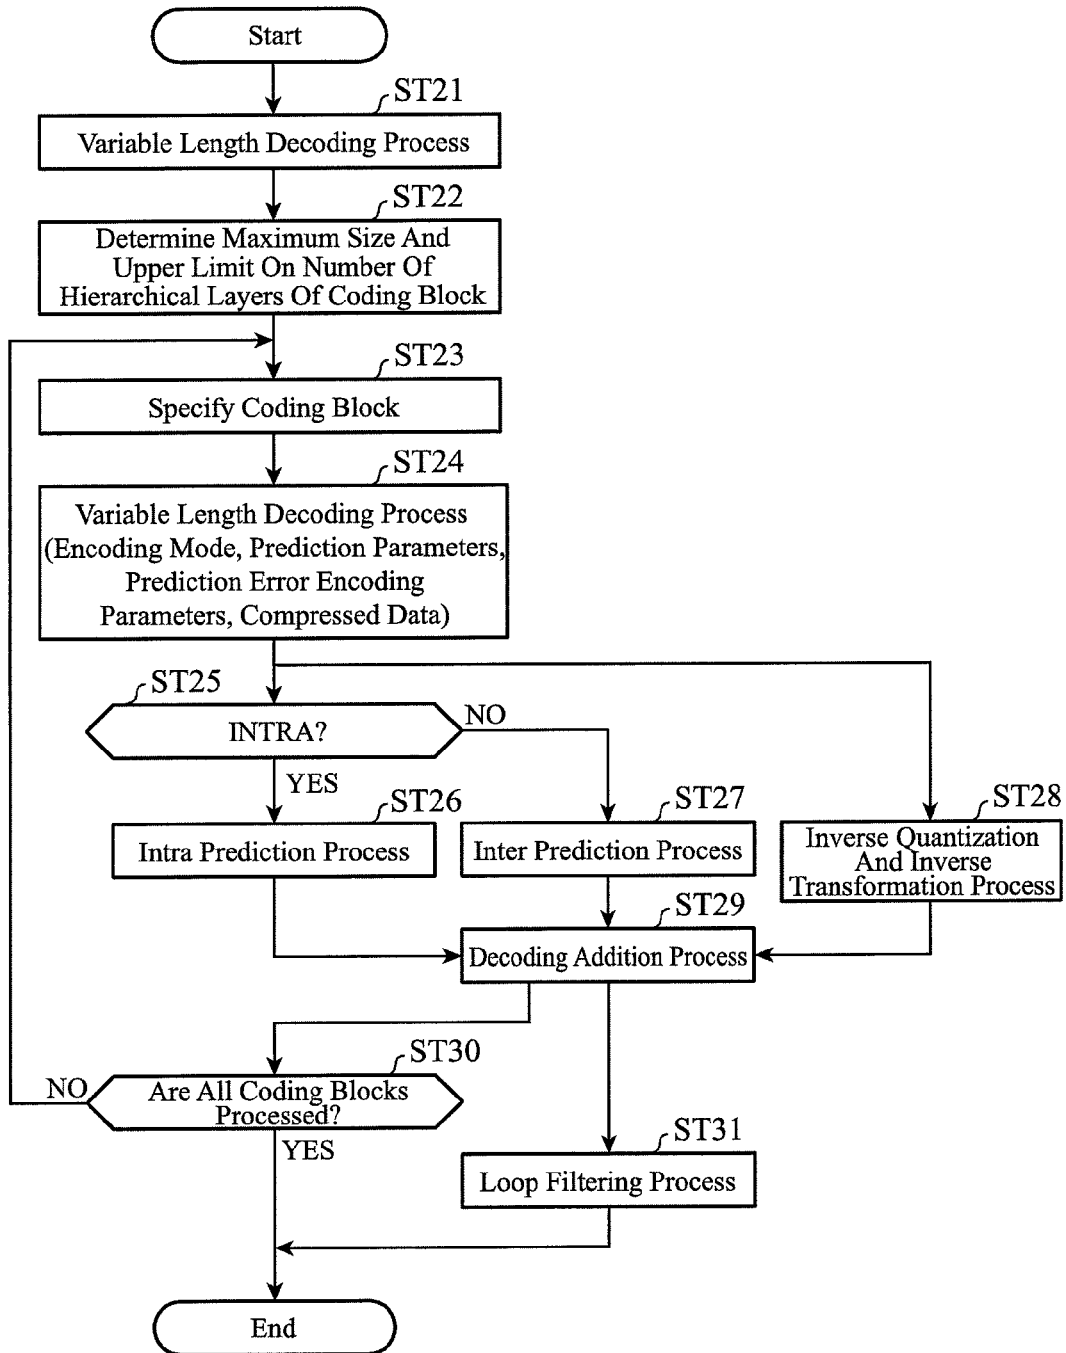 Start
ST21
Variable Length Decoding Process
ST22
Determine Maximum Size And
Upper Limit On Number Of
Hierarchical Layers Of Coding Block
ST23
Specify Coding Block
ST24
Variable Length Decoding Process
(Encoding Mode, Prediction Parameters,
Prediction Error Encoding
Parameters, Compressed Data)
ST25
INTRA?
NO
YES
ST26
Intra Prediction Process
ST27
Inter Prediction Process
ST28
Inverse Quantization
And Inverse
Transformation Process
ST29
Decoding Addition Process
ST30
Are All Coding Blocks
Processed?
NO
YES
ST31
Loop Filtering Process
End